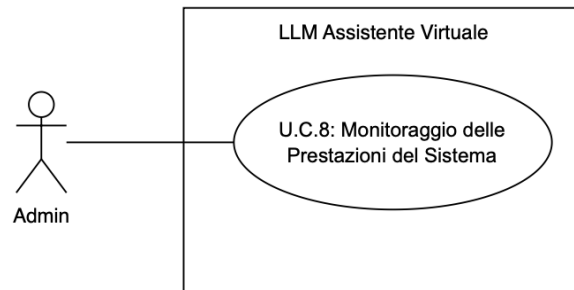 LLM Assistente Virtuale
U.C.8: Monitoraggio delle
Prestazioni del Sistema
Admin